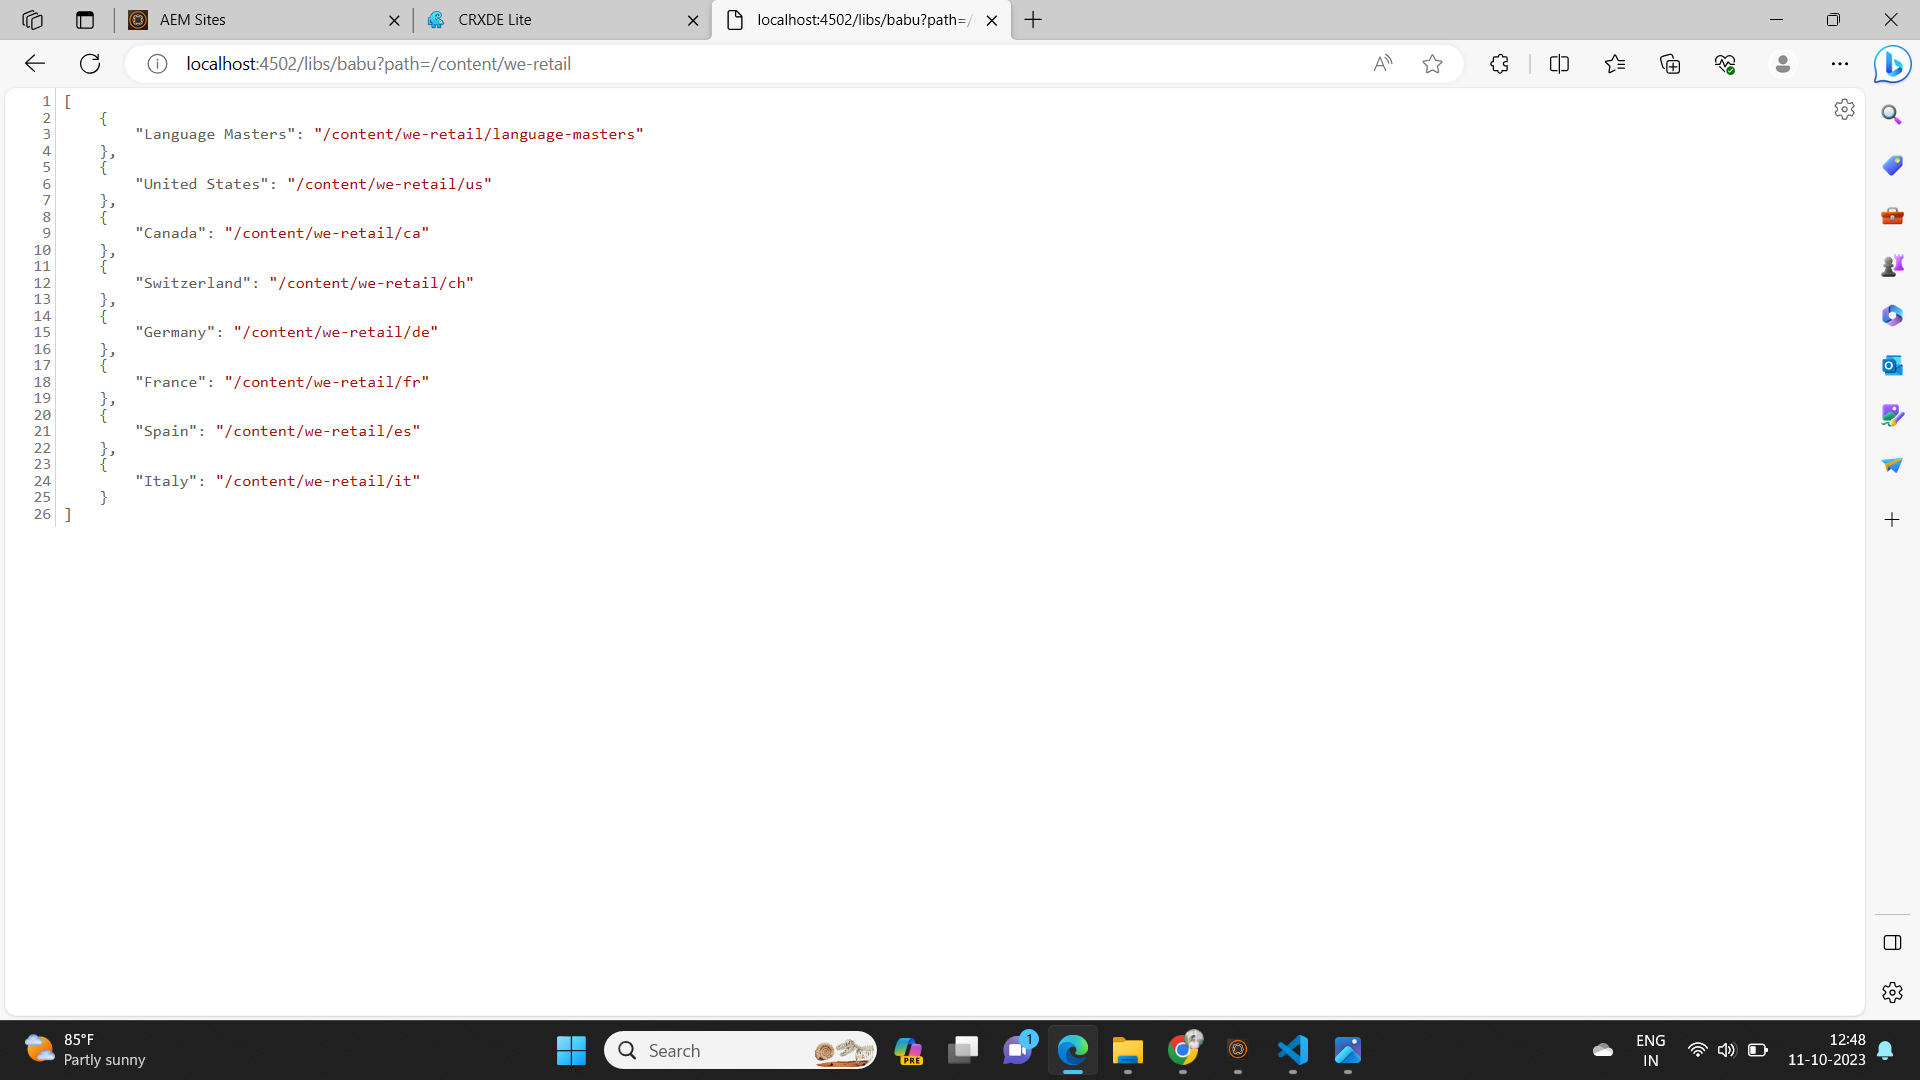 AEM Sites
CRXDE Lite
localhost:4502/libs/babu?path=/
localhost:4502/libs/babu?path=/content/we-retail
1 [
2 {
3 "Language Masters": "/content/we-retail/language-masters"
4 },
5 {
6 "United States": "/content/we-retail/us"
7 },
8 {
9 "Canada": "/content/we-retail/ca"
10 },
11 {
12 "Switzerland": "/content/we-retail/ch"
13 },
14 {
15 "Germany": "/content/we-retail/de"
16 },
17 {
18 "France": "/content/we-retail/fr"
19 },
20 {
21 "Spain": "/content/we-retail/es"
22 },
23 {
24 "Italy": "/content/we-retail/it"
25 }
26 ]
85°F
Partly sunny
Search
PRE
1
ENG
IN
12:48
11-10-2023